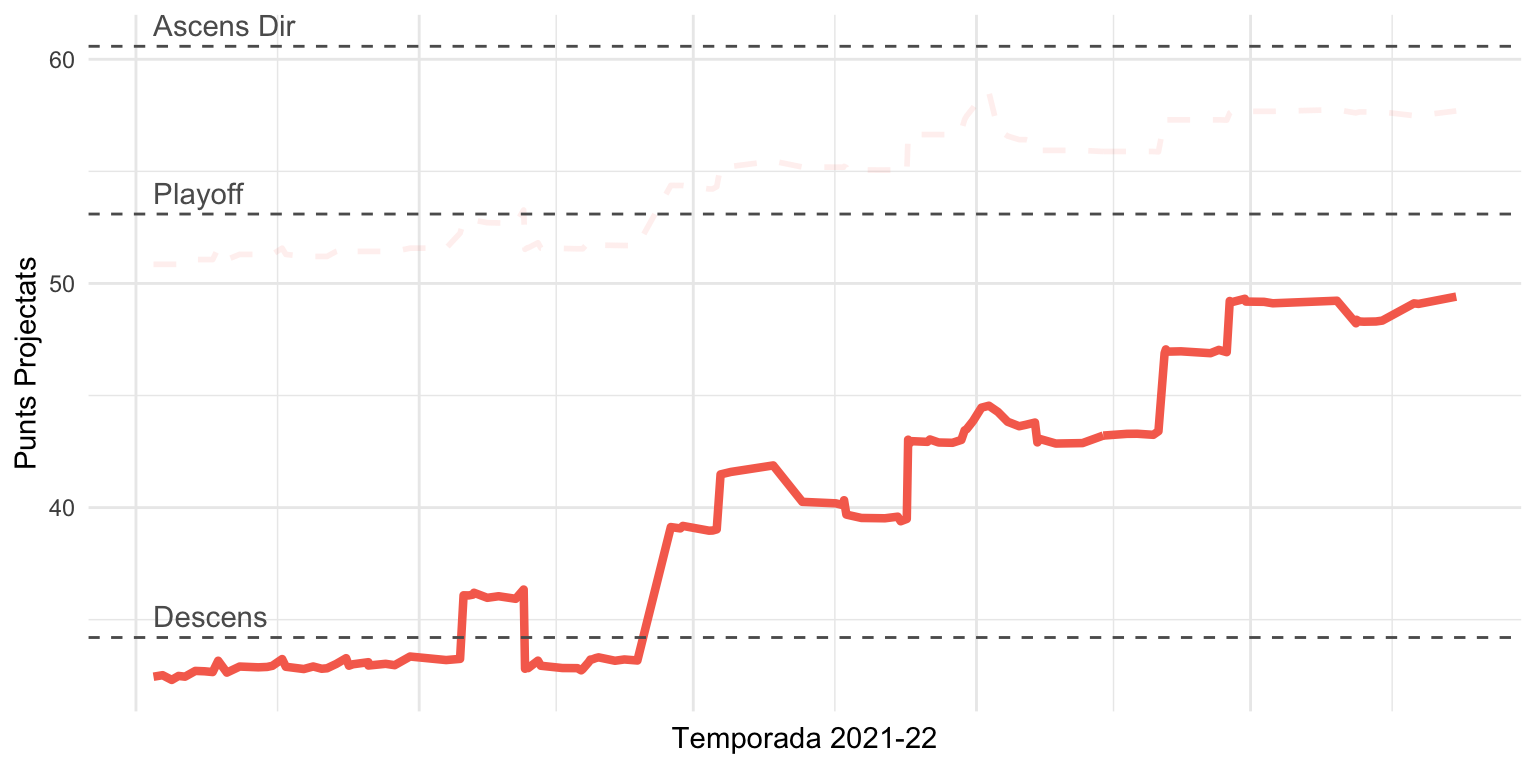 Ascens Dir
60
Playoff
50
Punts Projectats
40
Descens
Temporada 2021-22